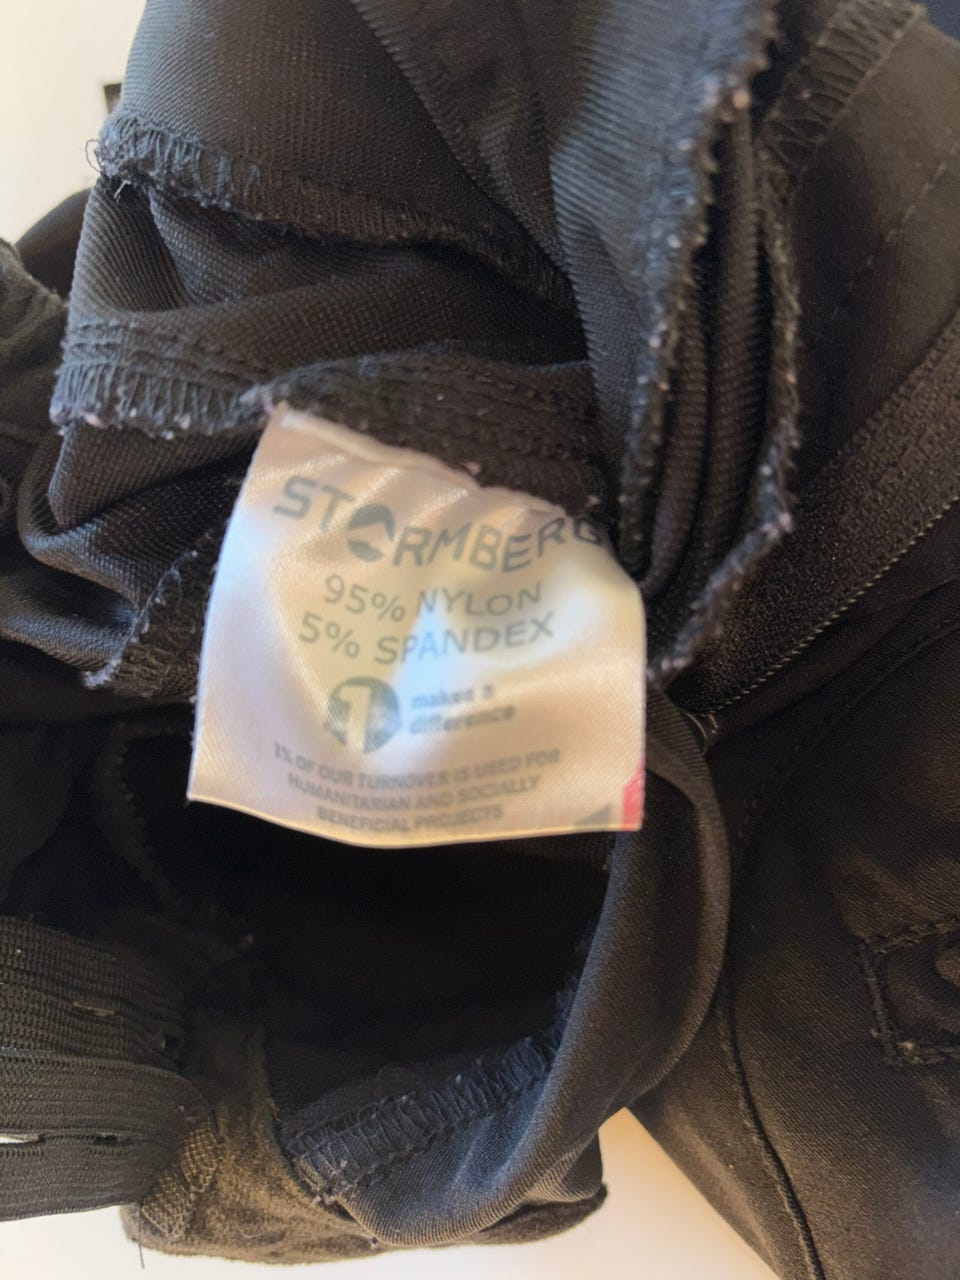 STORMBERG
95% NYLON
5% SPANDEX
1
makes a
difference
1% OF OUR TURNOVER IS USED FOR
HUMANITARIAN AND SOCIALLY
BENEFICIAL PROJECTS